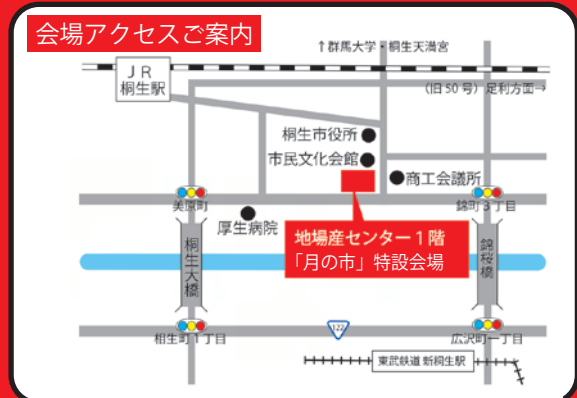 会場アクセスご案内
↑群馬大学・桐生天満宮
JR
桐生駅
(旧50号)足利方面→
桐生市役所
市民文化会館
商工会議所
美原町
錦町3丁目
厚生病院
地場産センター1階
「月の市」特設会場
桐生大橋
錦桜橋
122
相生町1丁目
広沢町一丁目
東武鉄道 新桐生駅